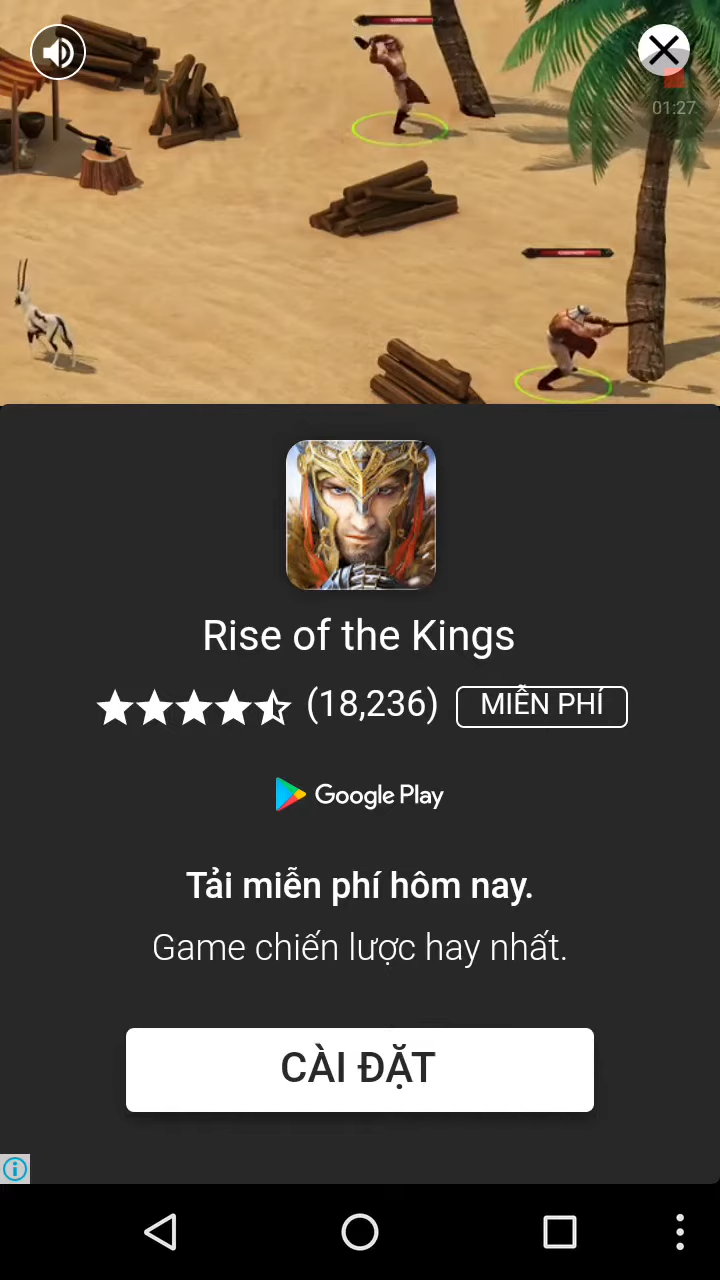 01:27
Rise of the Kings
(18,236) MIỄN PHÍ
Google Play
Tải miễn phí hôm nay.
Game chiến lược hay nhất.
CÀI ĐẶT